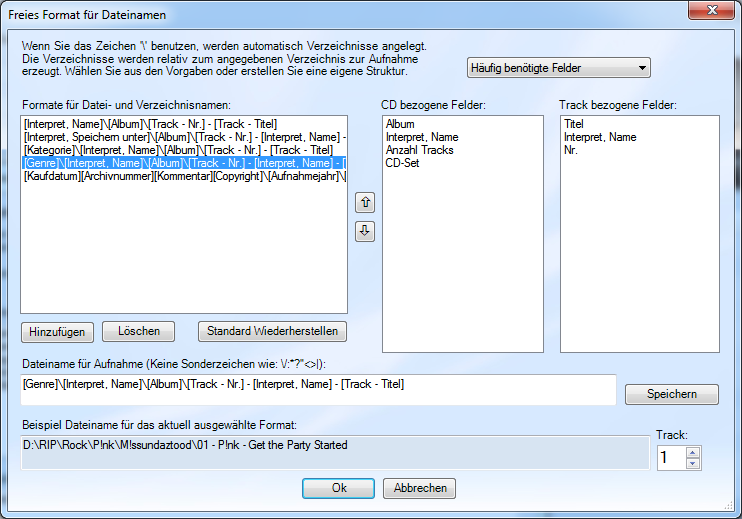 Freies Format für Dateinamen
Wenn Sie das Zeichen '\' benutzen, werden automatisch Verzeichnisse angelegt.
Die Verzeichnisse werden relativ zum angegebenen Verzeichnis zur Aufnahme
erzeugt. Wählen Sie aus den Vorgaben oder erstellen Sie eine eigene Struktur.
Häufig benötigte Felder
Formate für Datei- und Verzeichnisnamen:
[Interpret, Name]\[Album]\[Track - Nr.] - [Track - Titel]
[Interpret, Speichern unter]\[Album]\[Track - Nr.] - [Interpret, Name] -
[Kategorie]\[Interpret, Name]\[Album]\[Track - Nr.] - [Track - Titel]
[Genre]\[Interpret, Name]\[Album]\[Track - Nr.] - [Interpret, Name] - [
[Kaufdatum][Archivnummer][Kommentar][Copyright]\[Aufnahmejahr]\[
CD bezogene Felder:
Album
Interpret, Name
Anzahl Tracks
CD-Set
Track bezogene Felder:
Titel
Interpret, Name
Nr.
Hinzufügen
Löschen
Standard Wiederherstellen
Dateiname für Aufnahme (Keine Sonderzeichen wie: \/:*?"<>|):
[Genre]\[Interpret, Name]\[Album]\[Track - Nr.] - [Interpret, Name] - [Track - Titel]
Speichern
Beispiel Dateiname für das aktuell ausgewählte Format:
D:\RIP\Rock\P!nk\M!ssundaztood\01 - P!nk - Get the Party Started
Track:
1
Ok
Abbrechen